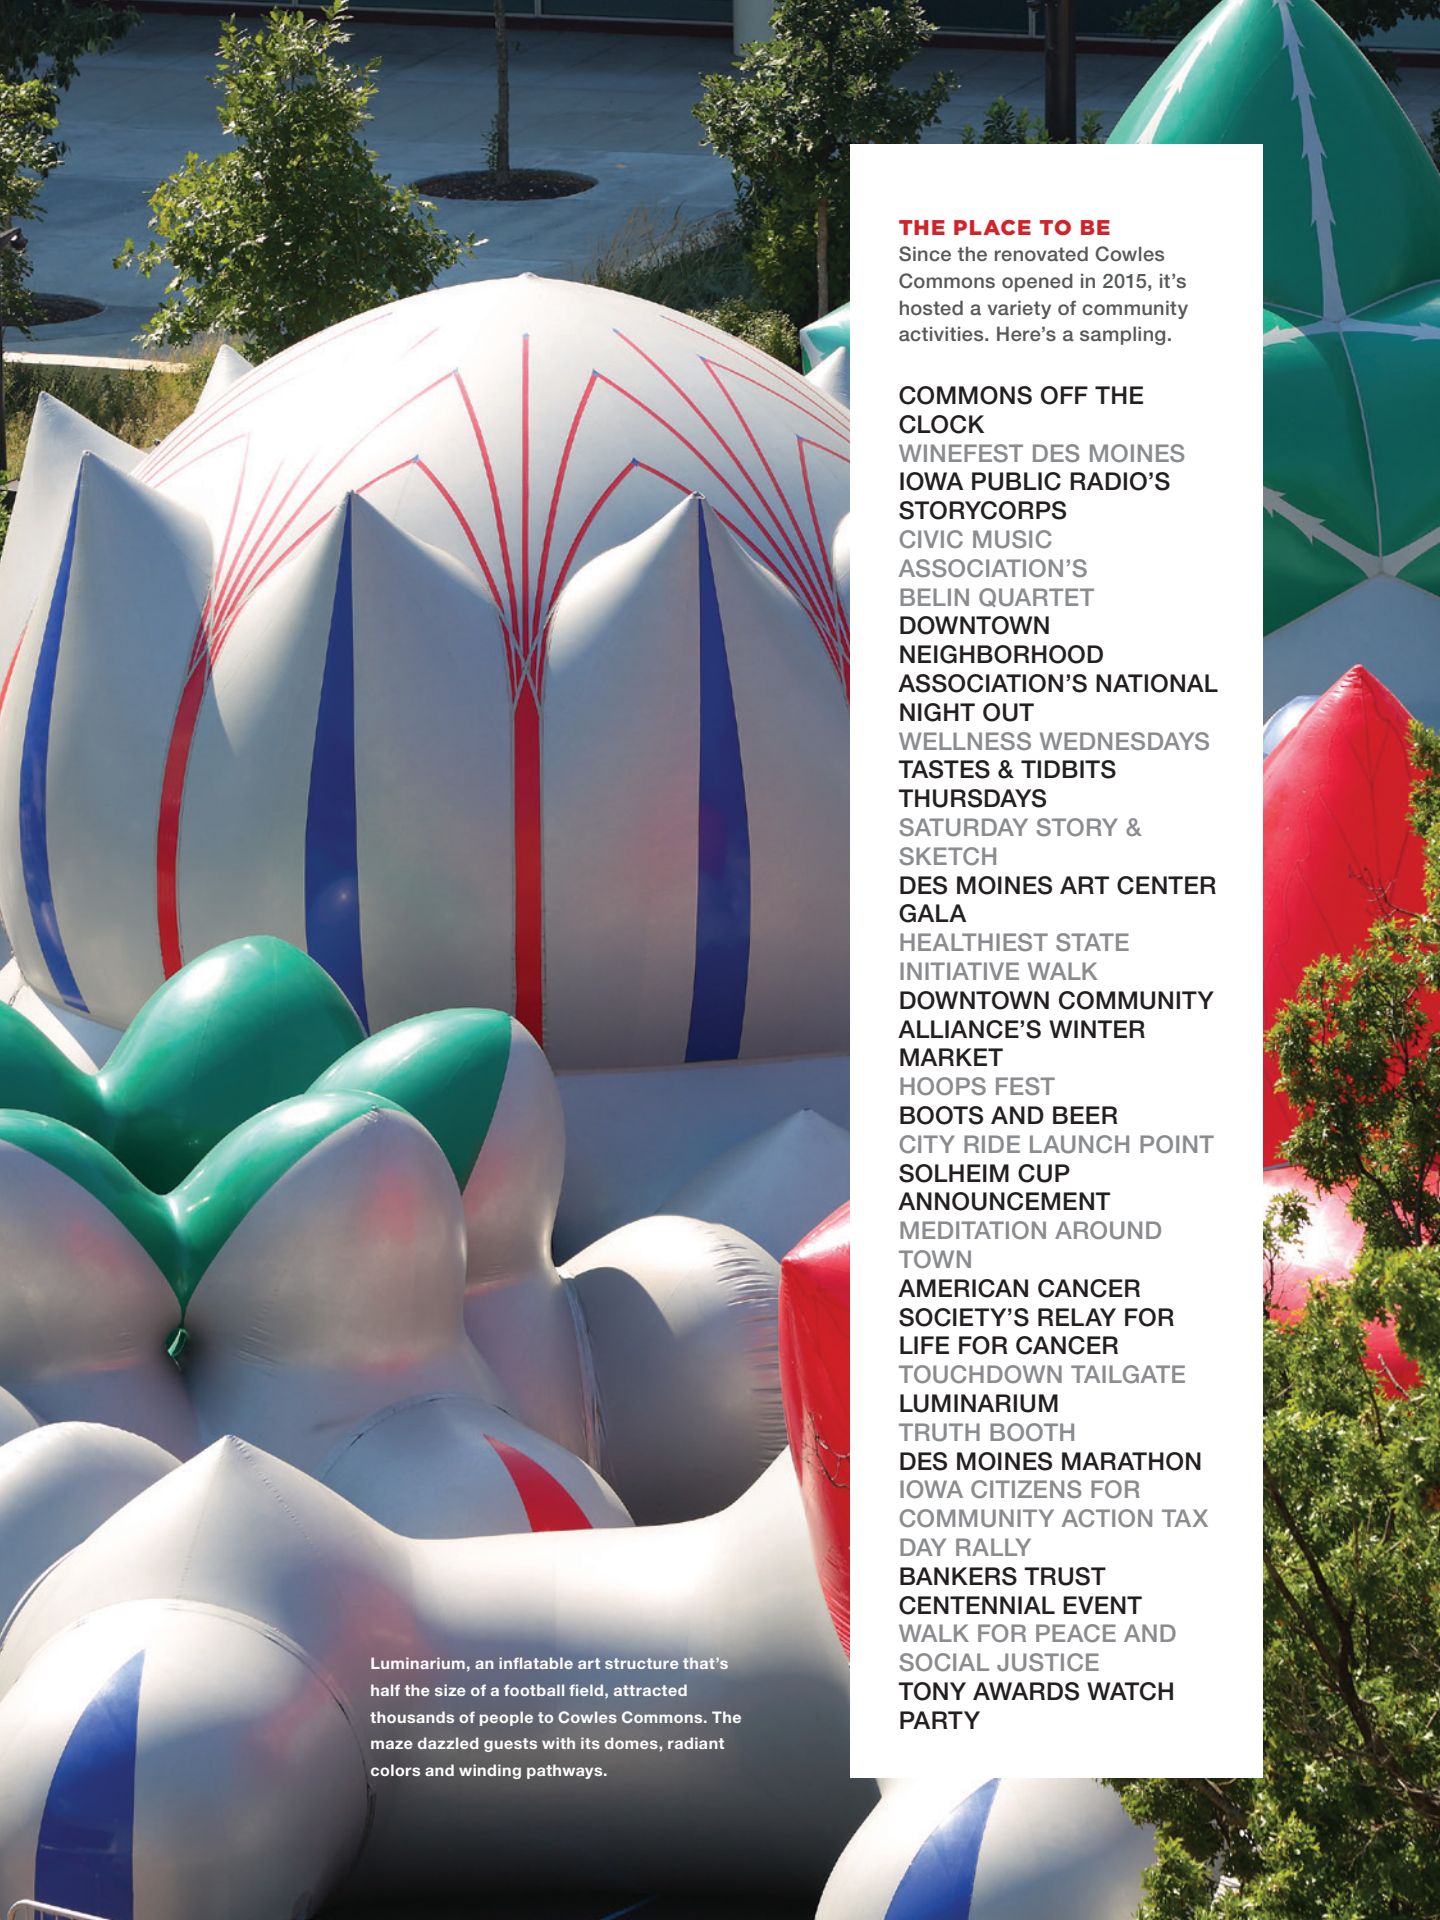 THE PLACE TO BE
Since the renovated Cowles
Commons opened in 2015, it's
hosted a variety of community
activities. Here's a sampling.
COMMONS OFF THE
CLOCK
WINEFEST DES MOINES
IOWA PUBLIC RADIO'S
STORYCORPS
CIVIC MUSIC
ASSOCIATION'S
BELIN QUARTET
DOWNTOWN
NEIGHBORHOOD
ASSOCIATION'S NATIONAL
NIGHT OUT
WELLNESS WEDNESDAYS
TASTES & TIDBITS
THURSDAYS
SATURDAY STORY &
SKETCH
DES MOINES ART CENTER
GALA
HEALTHIEST STATE
INITIATIVE WALK
DOWNTOWN COMMUNITY
ALLIANCE'S WINTER
MARKET
HOOPS FEST
BOOTS AND BEER
CITY RIDE LAUNCH POINT
SOLHEIM CUP
ANNOUNCEMENT
MEDITATION AROUND
TOWN
AMERICAN CANCER
SOCIETY'S RELAY FOR
LIFE FOR CANCER
TOUCHDOWN TAILGATE
LUMINARIUM
TRUTH BOOTH
DES MOINES MARATHON
IOWA CITIZENS FOR
COMMUNITY ACTION TAX
DAY RALLY
BANKERS TRUST
CENTENNIAL EVENT
WALK FOR PEACE AND
SOCIAL JUSTICE
TONY AWARDS WATCH
PARTY
Luminarium, an inflatable art structure that's
half the size of a football field, attracted
thousands of people to Cowles Commons. The
maze dazzled guests with its domes, radiant
colors and winding pathways.